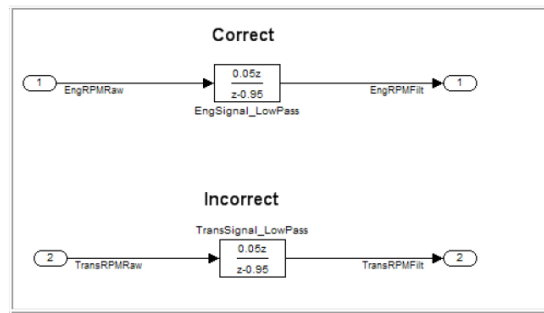 Correct
1
0.05z
z-0.95
1
EngRPMRaw
EngRPMFilt
EngSignal_LowPass
Incorrect
TransSignal_LowPass
2
0.05z
z-0.95
2
TransRPMRaw
TransRPMFilt